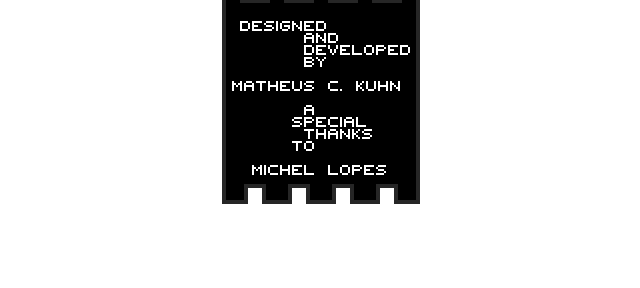 DESIGNED
AND
DEVELOPED
BY
MATHEUS C. KUHN
A
SPECIAL
THANKS
TO
MICHEL LOPES